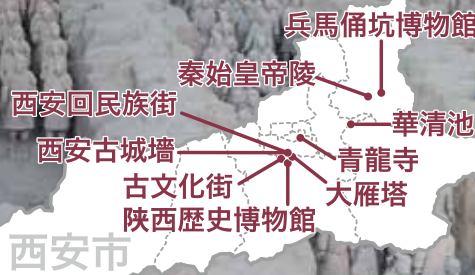 兵馬俑坑博物館
秦始皇帝陵
西安回民族街
華清池
西安古城墻
青龍寺
古文化街
大雁塔
陕西歴史博物館
西安市